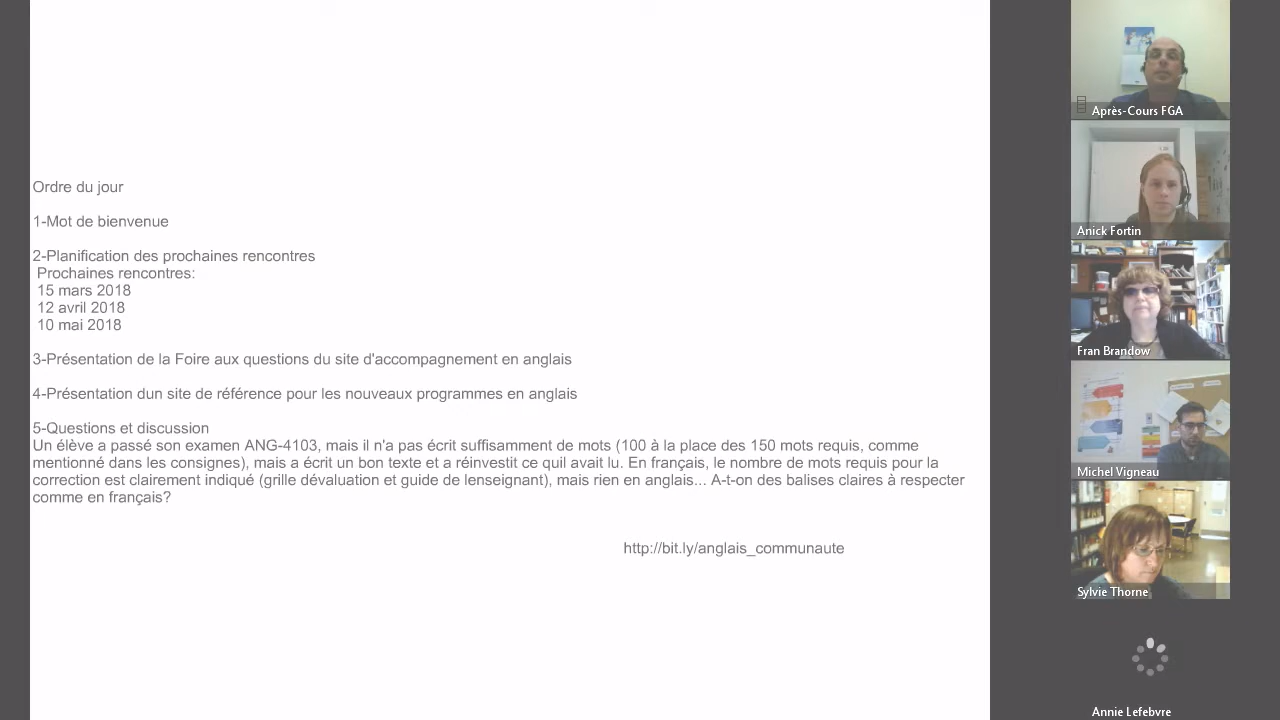 Ordre du jour
1-Mot de bienvenue
2-Planification des prochaines rencontres
Prochaines rencontres:
15 mars 2018
12 avril 2018
10 mai 2018
3-Présentation de la Foire aux questions du site d'accompagnement en anglais
4-Présentation dun site de référence pour les nouveaux programmes en anglais
5-Questions et discussion
Un élève a passé son examen ANG-4103, mais il n'a pas écrit suffisamment de mots (100 à la place des 150 mots requis, comme
mentionné dans les consignes), mais a écrit un bon texte et a réinvestit ce quil avait lu. En français, le nombre de mots requis pour la
correction est clairement indiqué (grille dévaluation et guide de lenseignant), mais rien en anglais... A-t-on des balises claires à respecter
comme en français?
http://bit.ly/anglais_communaute
Après-Cours FGA
Anick Fortin
Fran Brandow
Michel Vigneau
Sylvie Thorne
Annie Lefebvre